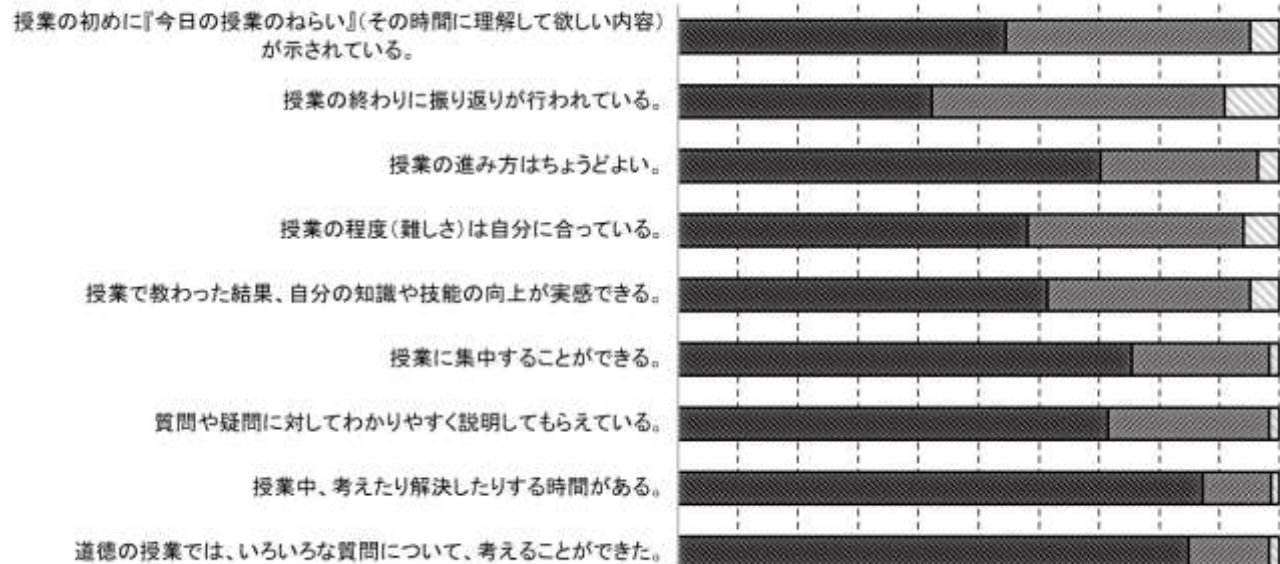 授業の初めに『今日の授業のねらい』(その時間に理解して欲しい内容)
が示されている。
授業の終わりに振り返りが行われている。
授業の進み方はちょうどよい。
授業の程度(難しさ)は自分に合っている。
授業で教わった結果、自分の知識や技能の向上が実感できる。
授業に集中することができる。
質問や疑問に対してわかりやすく説明してもらえている。
授業中、考えたり解決したりする時間がある。
道徳の授業では、いろいろな質問について、考えることができた。